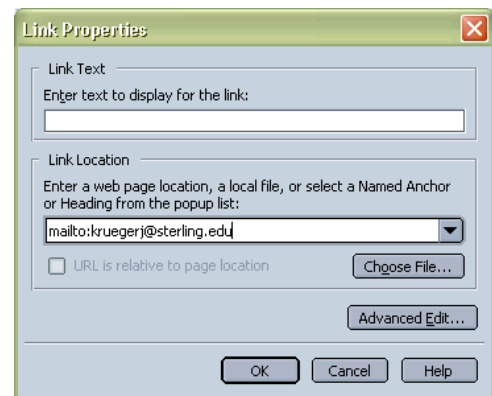 Link Properties
Link Text
Enter text to display for the link:
Link Location
Enter a web page location, a local file, or select a Named Anchor
or Heading from the popup list:
mailto:kruegerj@sterling.edu
URL is relative to page location
Choose File...
Advanced Edit...
OK Cancel Help